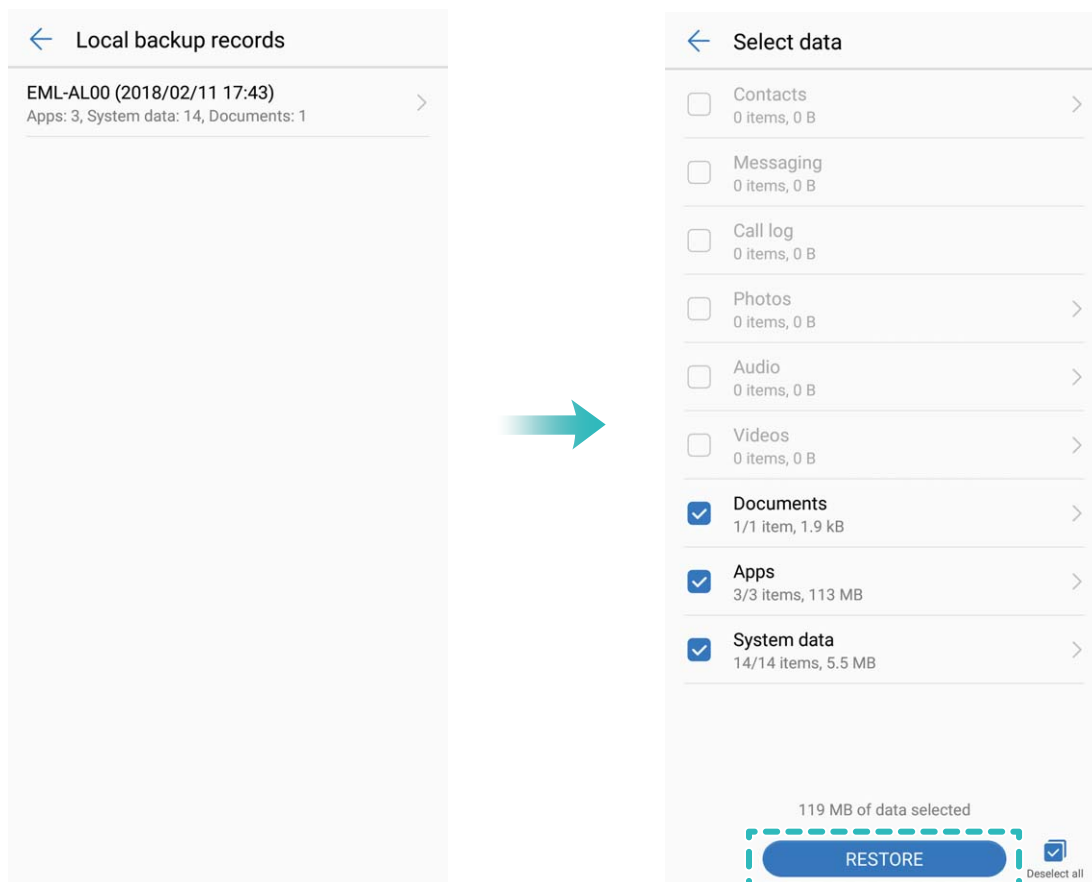 Local backup records
EML-AL00 (2018/02/11 17:43)
Apps: 3, System data: 14, Documents: 1
Select data
Contacts
0 items, 0 B
Messaging
0 items, 0 B
Call log
0 items, 0 B
Photos
0 items, 0 B
Audio
0 items, 0 B
Videos
0 items, 0 B
Documents
1/1 item, 1.9 kB
Apps
3/3 items, 113 MB
System data
14/14 items, 5.5 MB
119 MB of data selected
RESTORE
Deselect all